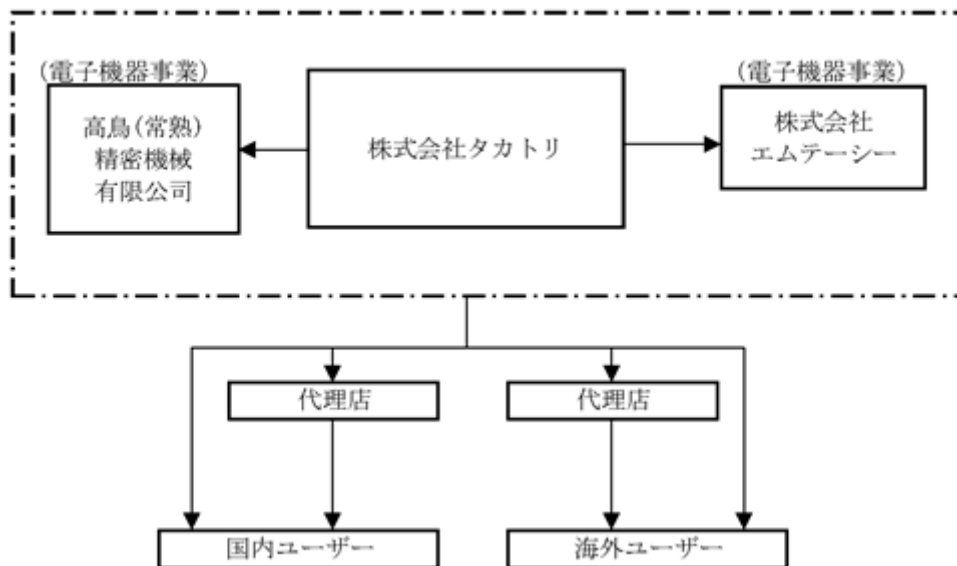 (電子機器事業)
高鳥(常熟)
精密機械
有限公司
株式会社タカトリ
(電子機器事業)
株式会社
エムテーシー
代理店
代理店
国内ユーザー
海外ユーザー